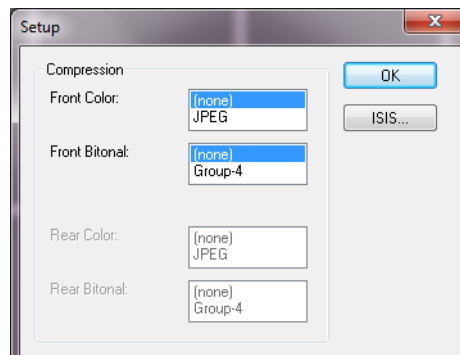 Setup
Compression
OK
Front Color:
(none)
JPEG
ISIS...
Front Bitonal:
(none)
Group-4
Rear Color:
(none)
JPEG
Rear Bitonal:
(none)
Group-4